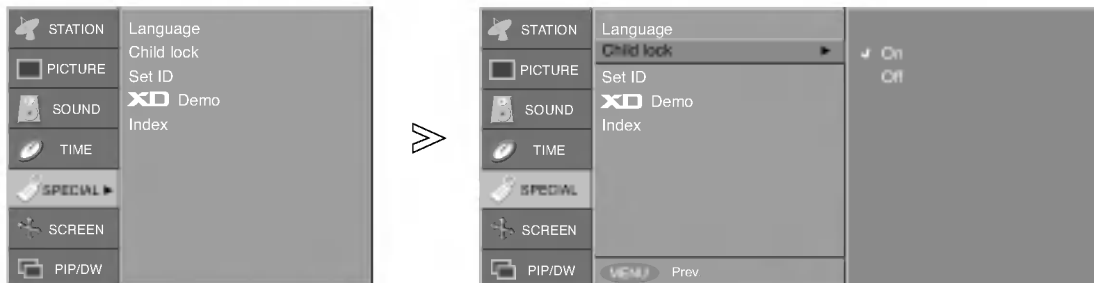 STATION
PICTURE
SOUND
TIME
SPECIAL
SCREEN
PIP/DW
Language
Child lock
Set ID
XD Demo
Index
STATION
PICTURE
SOUND
TIME
SPECIAL
SCREEN
PIP/DW
Language
Child lock
Set ID
XD Demo
Index
MENU Prev
On
Off